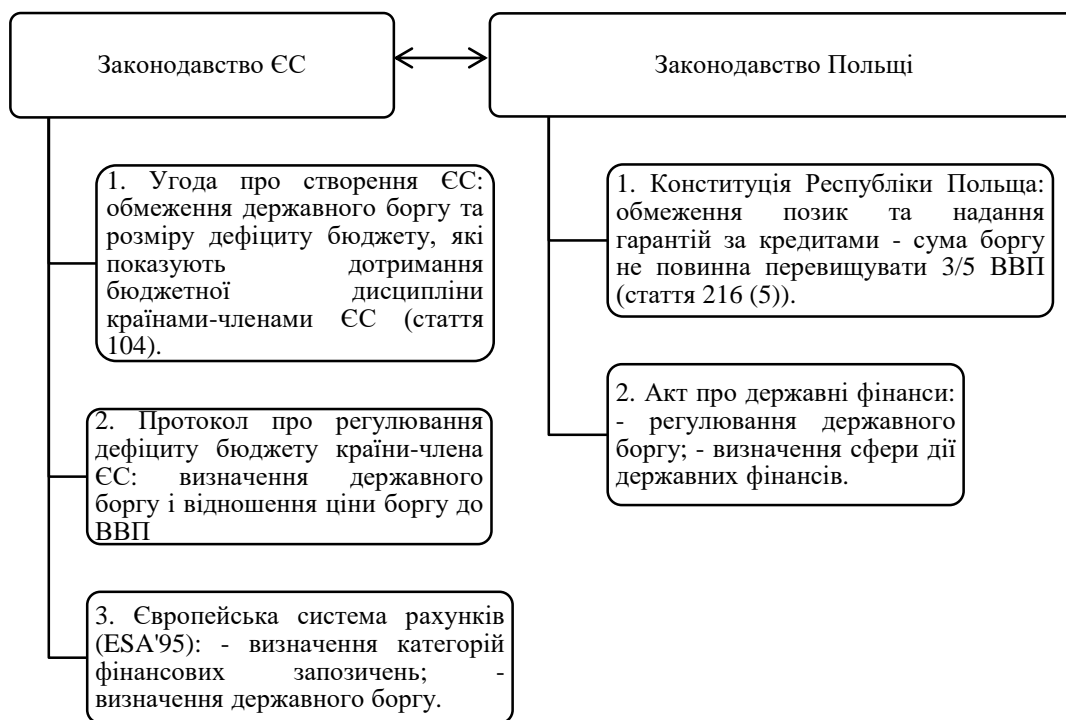 Законодавство ЄС
Законодавство Польщі
1. Угода про створення ЄС:
обмеження державного боргу та
розміру дефіциту бюджету, які
показують дотримання
бюджетної дисципліни
країнами-членами ЄС (стаття
104).
2. Протокол про регулювання
дефіциту бюджету країни-члена
ЄС: визначення державного
боргу і відношення ціни боргу до
ВВП
3. Європейська система рахунків
(ESA'95): - визначення категорій
фінансових запозичень; -
визначення державного боргу.
1. Конституція Республіки Польща:
обмеження позик та надання
гарантій за кредитами - сума боргу
не повинна перевищувати 3/5 ВВП
(стаття 216 (5)).
2. Акт про державні фінанси:
- регулювання державного
боргу; - визначення сфери дії
державних фінансів.